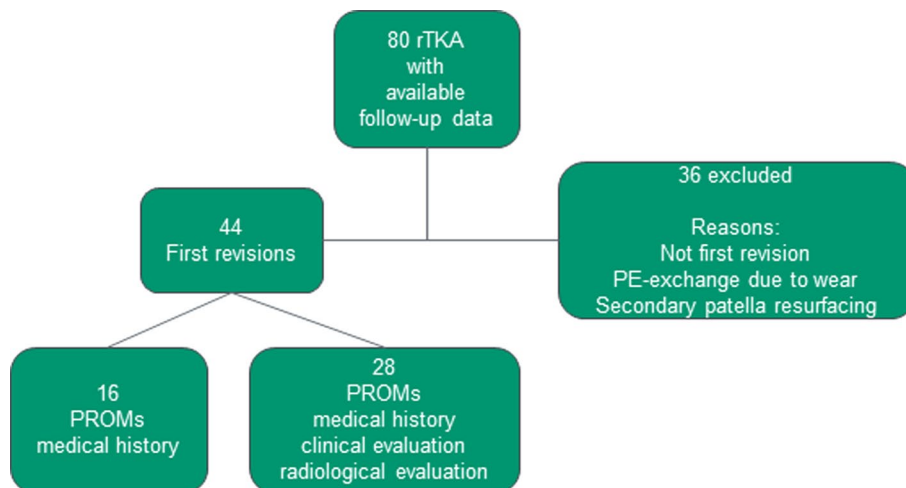 80 rTKA
with
available
follow-up data
44
First revisions
36 excluded
Reasons:
Not first revision
PE-exchange due to wear
Secondary patella resurfacing
16
PROMs
medical history
28
PROMs
medical history
clinical evaluation
radiological evaluation